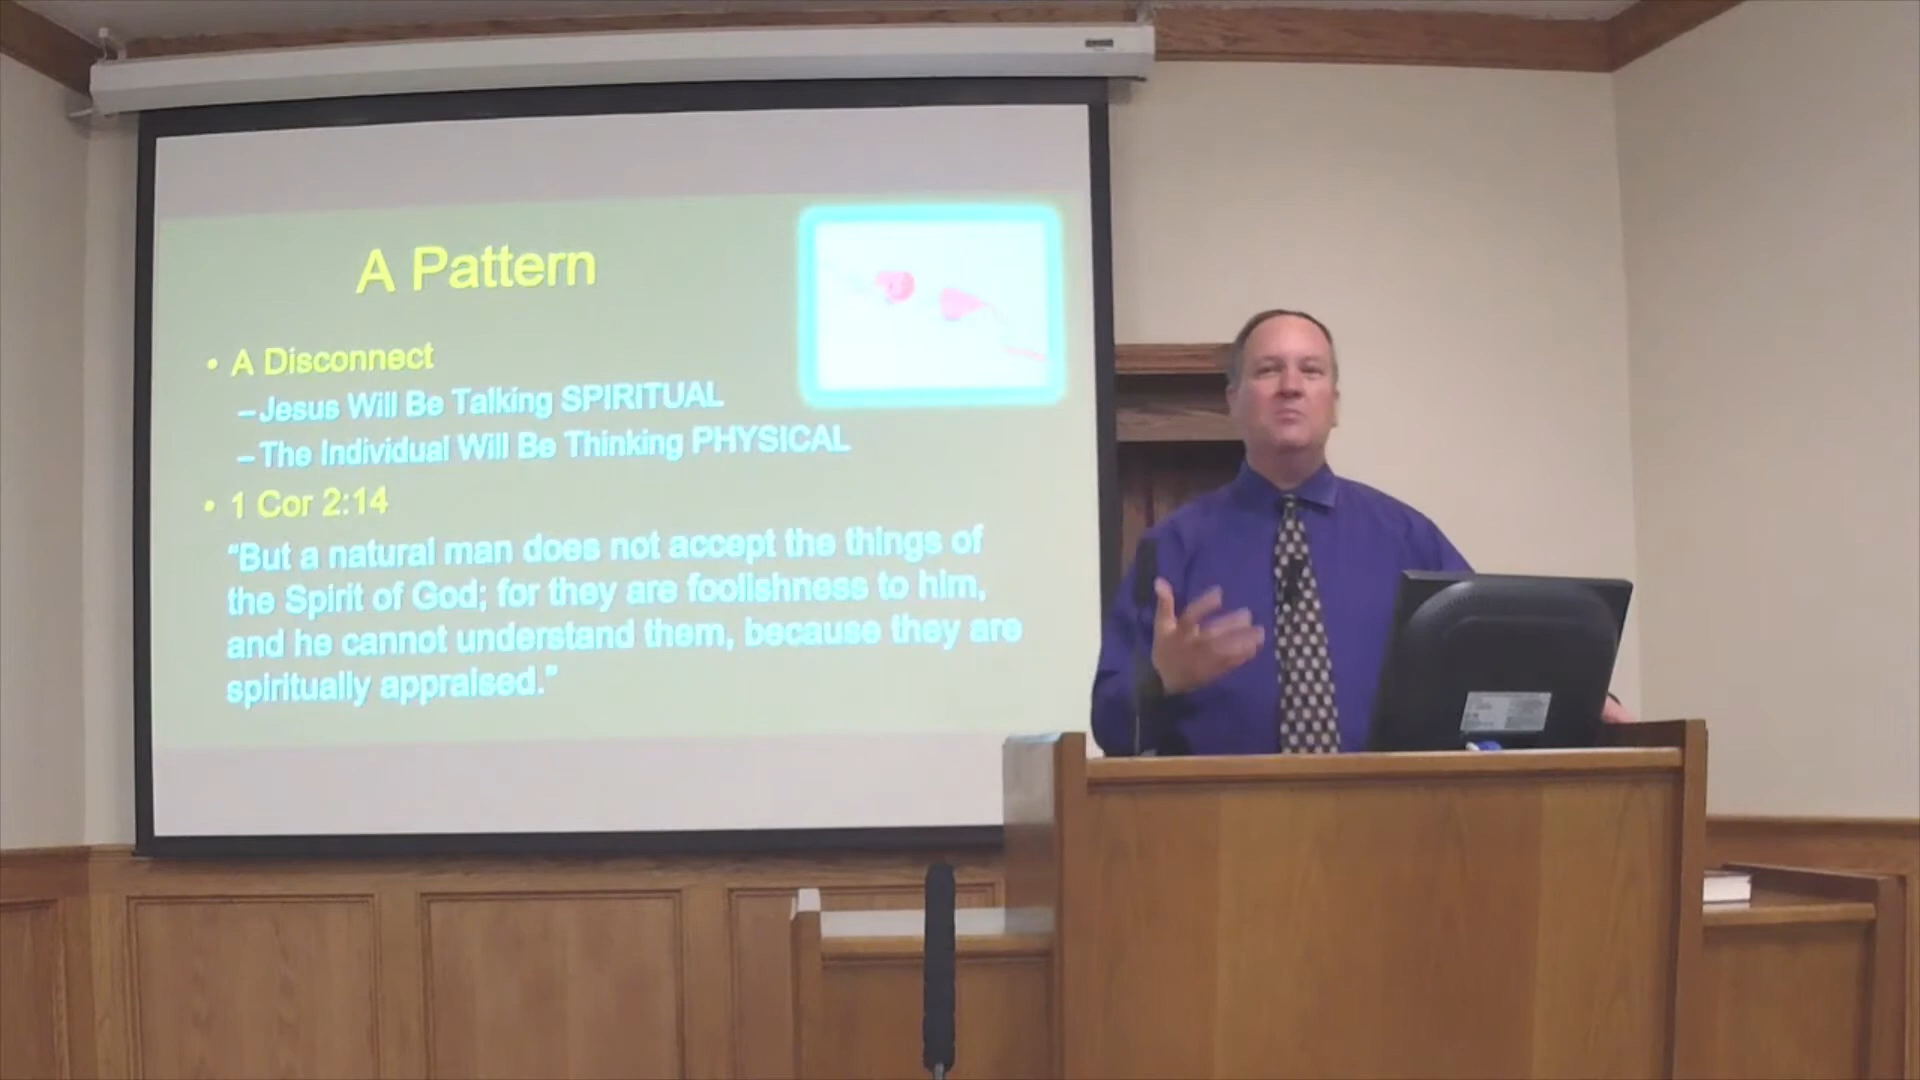 A Pattern
• A Disconnect
–Jesus Will Be Talking SPIRITUAL
–The Individual Will Be Thinking PHYSICAL
• 1 Cor 2:14
“But a natural man does not accept the things of
the Spirit of God; for they are foolishness to him,
and he cannot understand them, because they are
spiritually appraised.”